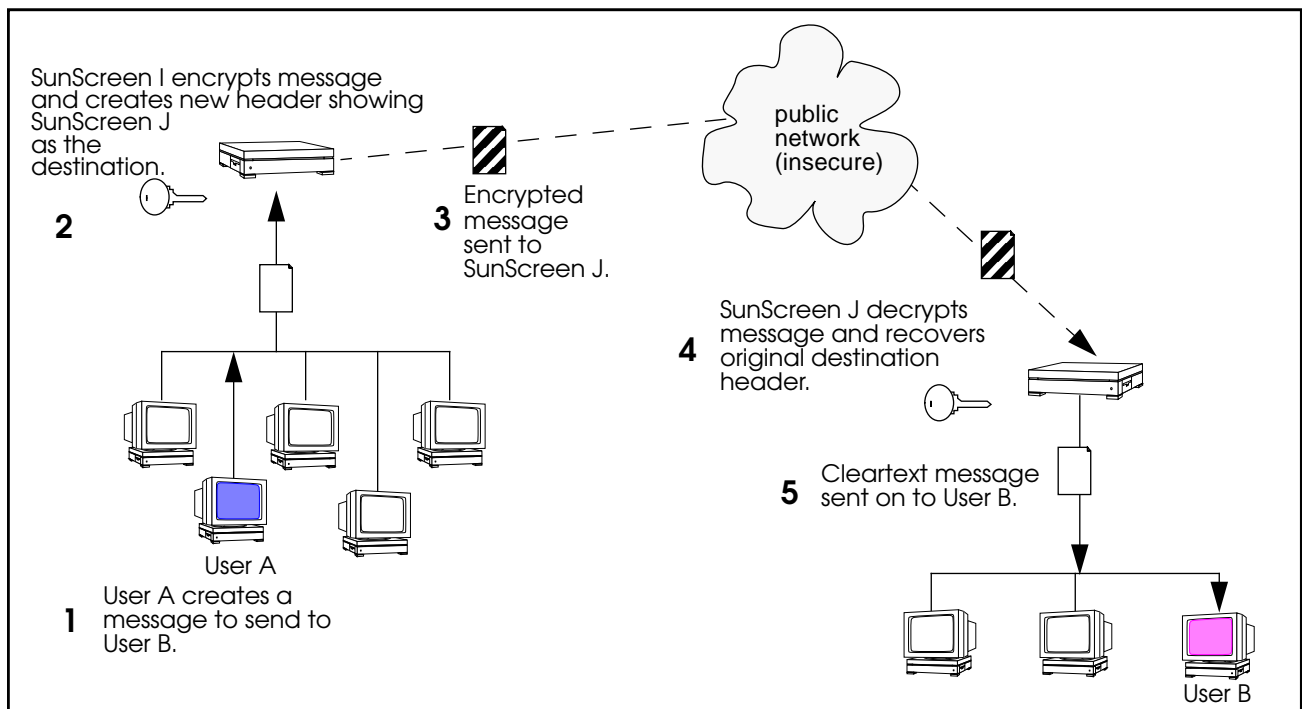 SunScreen I encrypts message
and creates new header showing
SunScreen J
as the
destination.
2
3
Encrypted
message
sent to
SunScreen J.
public
network
(insecure)
4
SunScreen J decrypts
message and recovers
original destination
header.
5
Cleartext message
sent on to User B.
User A
1
User A creates a
message to send to
User B.
User B